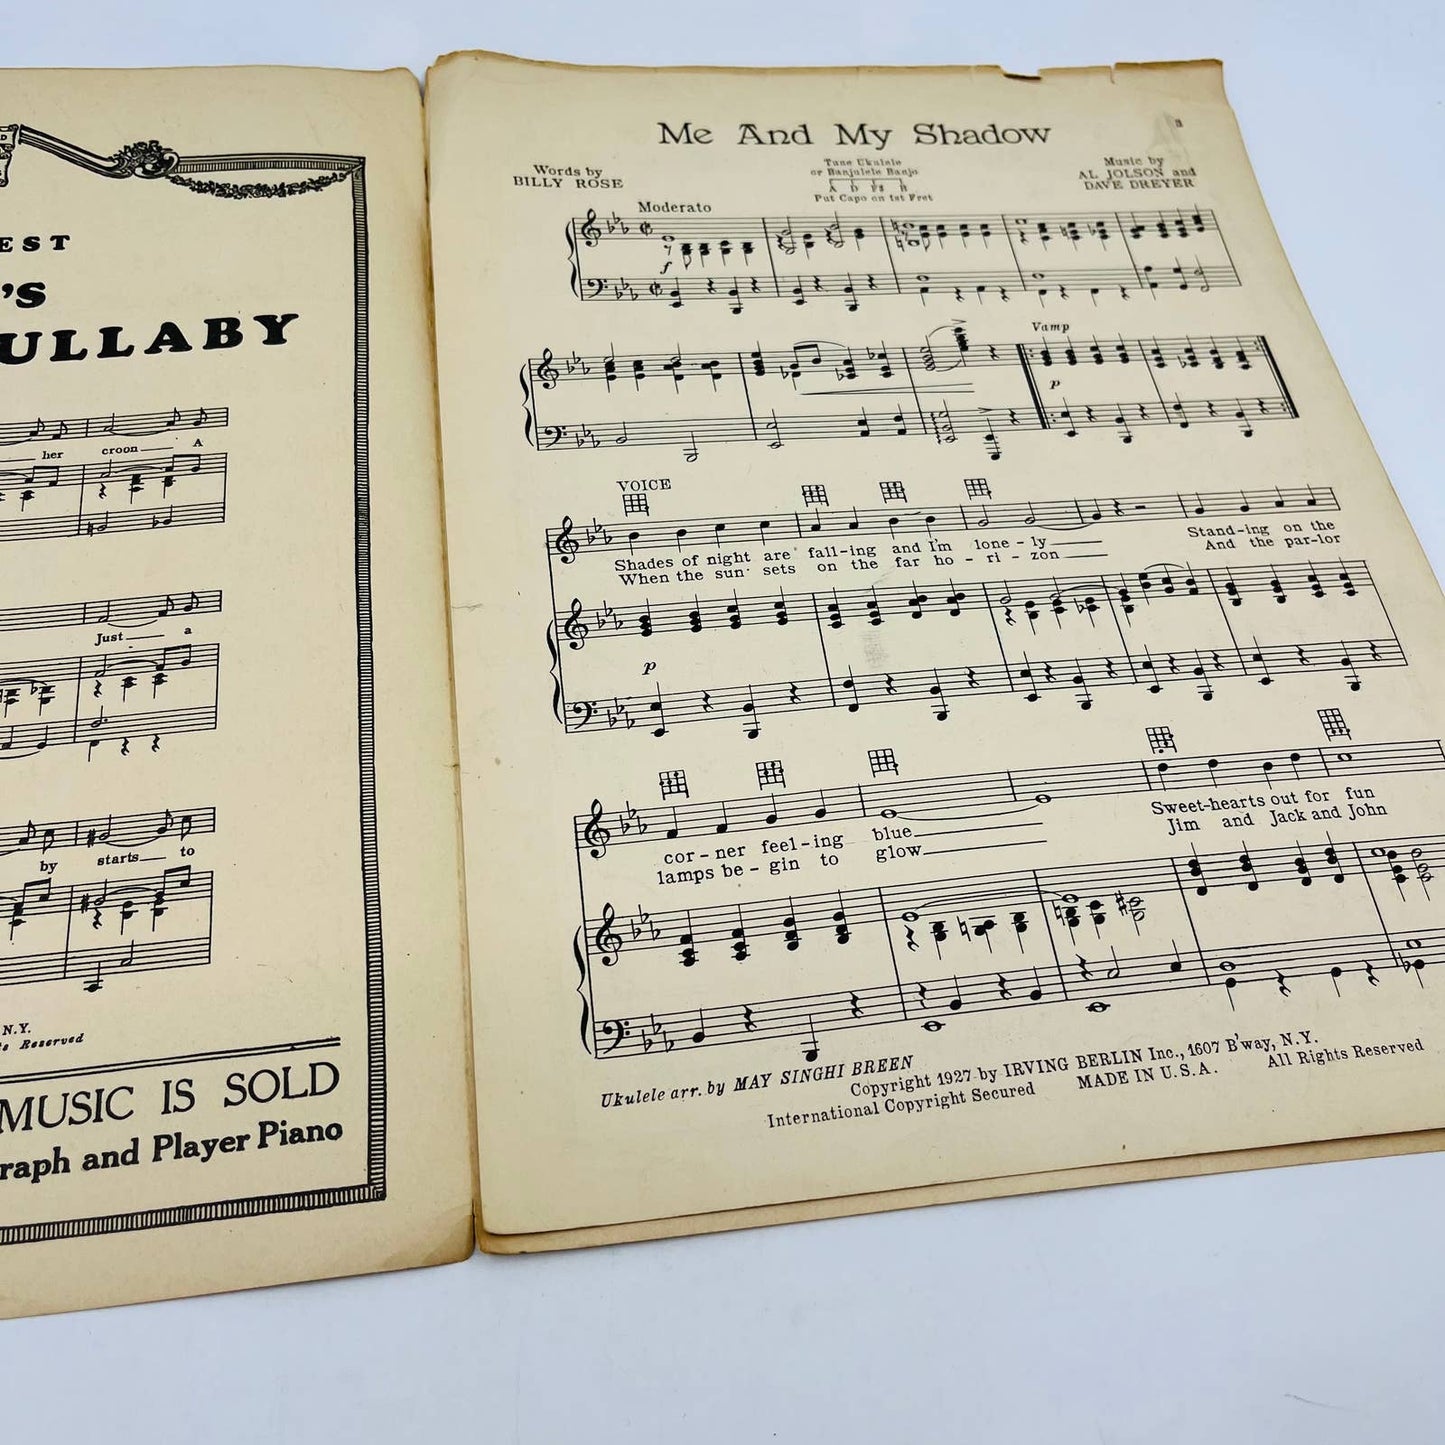 EST
'S
ULLABY
her croon A
Just a
by starts to
N.Y.
Reserved
MUSIC IS SOLD
raph and Player Piano
3
Me And My Shadow
Words by
BILLY ROSE
Tune Ukulele
or Banjulele Banjo
A D F# B
Put Capo on 1st Fret
Music by
AL JOLSON and
DAVE DREYER
Moderato
f
Vamp
p
VOICE
Shades of night are fall-ing and I'm lone-ly Stand-ing on the
When the sun sets on the far ho-ri-zon And the par-lor
p
cor-ner feel-ing blue Sweet-hearts out for fun
lamps be-gin to glow Jim and Jack and John
Ukulele arr. by MAY SINGHI BREEN
Copyright 1927 by IRVING BERLIN Inc., 1607 B'way, N.Y.
International Copyright Secured MADE IN U.S.A. All Rights Reserved